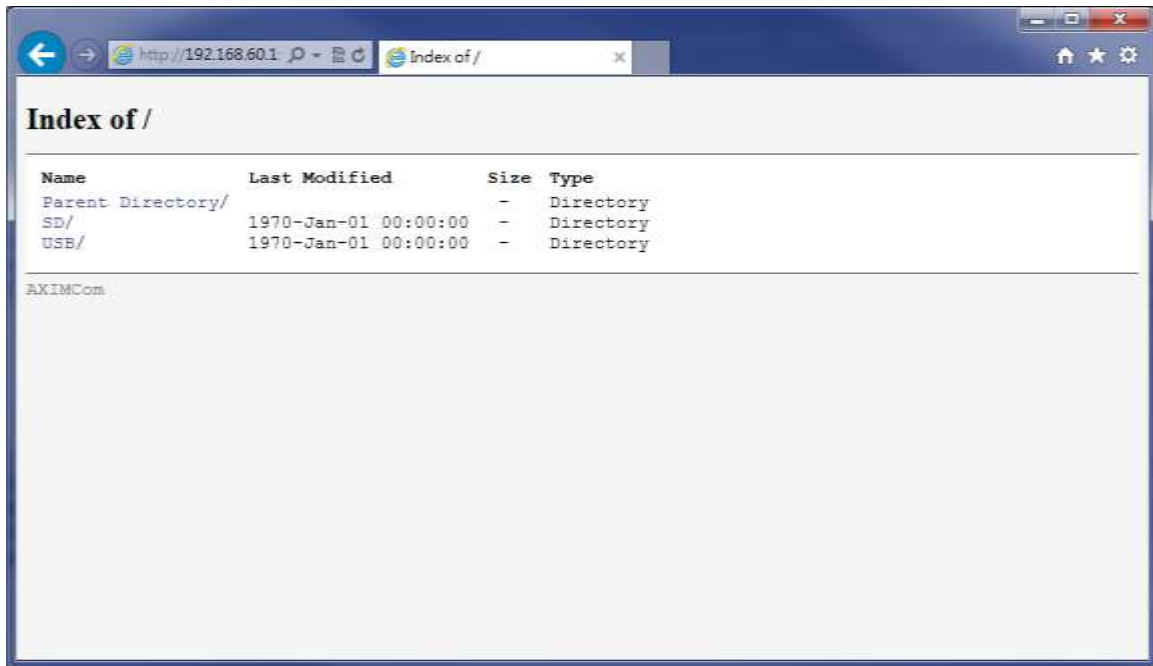 http://192.168.60.1
Index of /
Index of /
Name Last Modified Size Type
Parent Directory/ - Directory
SD/ 1970-Jan-01 00:00:00 - Directory
USB/ 1970-Jan-01 00:00:00 - Directory
AXIMCom